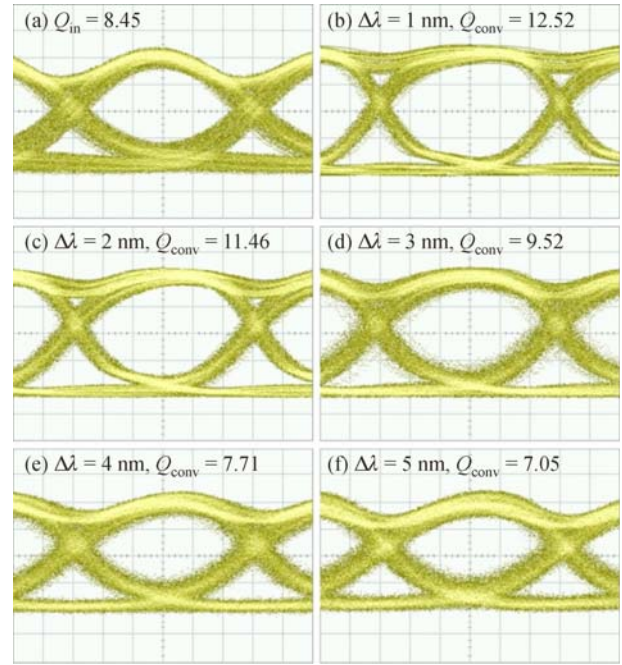 (a) Qin = 8.45
(b) Δλ = 1 nm, Qconv = 12.52
(c) Δλ = 2 nm, Qconv = 11.46
(d) Δλ = 3 nm, Qconv = 9.52
(e) Δλ = 4 nm, Qconv = 7.71
(f) Δλ = 5 nm, Qconv = 7.05